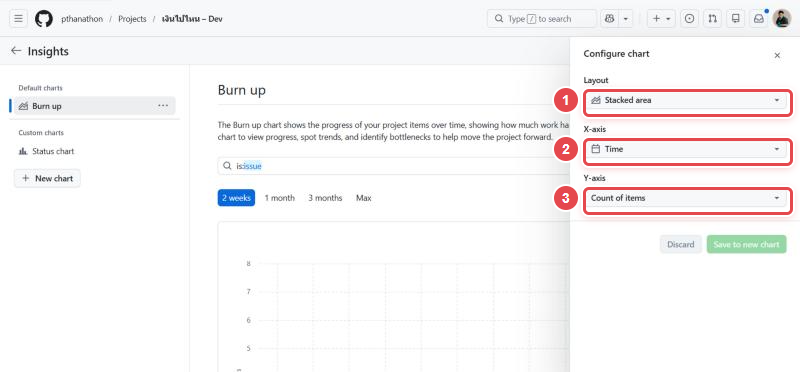 pthanathon / Projects / เงินไปไหน – Dev
Type / to search
Insights
Default charts
Burn up
Custom charts
Status chart
+ New chart
Burn up
The Burn up chart shows the progress of your project items over time, showing how much work ha
chart to view progress, spot trends, and identify bottlenecks to help move the project forward.
is:issue
2 weeks 1 month 3 months Max
8
7
6
5
Configure chart
Layout
1 Stacked area
X-axis
2 Time
Y-axis
3 Count of items
Discard Save to new chart